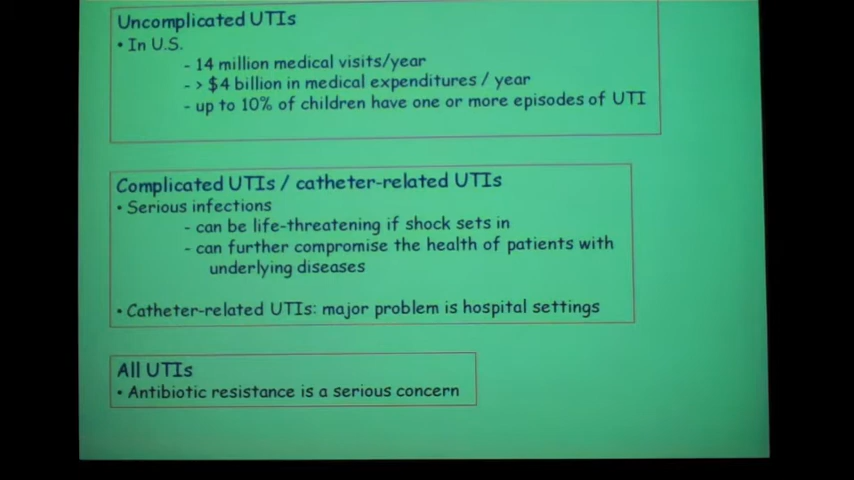 Uncomplicated UTIs
• In U.S.
- 14 million medical visits/year
- > $4 billion in medical expenditures / year
- up to 10% of children have one or more episodes of UTI
Complicated UTIs / catheter-related UTIs
• Serious infections
- can be life-threatening if shock sets in
- can further compromise the health of patients with
underlying diseases
• Catheter-related UTIs: major problem is hospital settings
All UTIs
• Antibiotic resistance is a serious concern